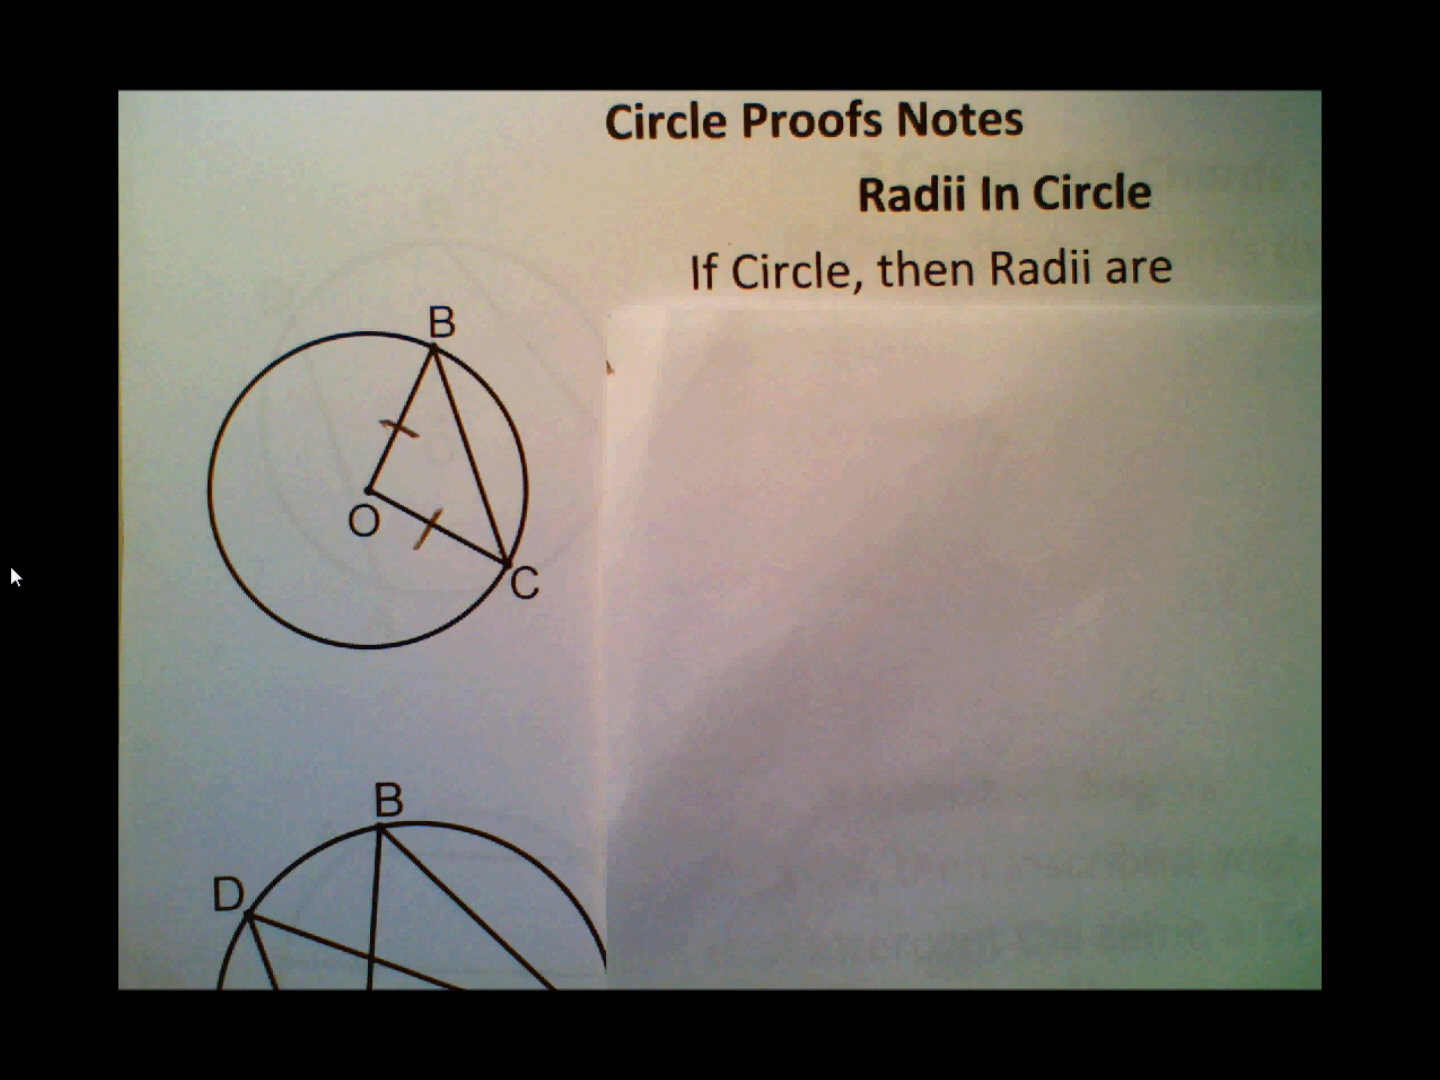 Circle Proofs Notes
Radii In Circle
If Circle, then Radii are
B
O
C
B
D